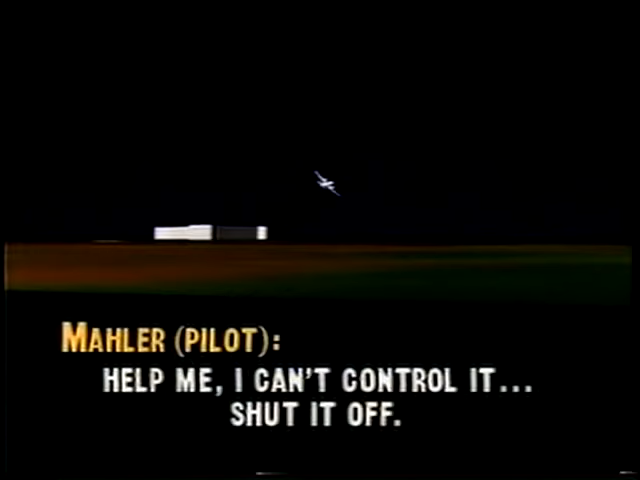 MAHLER (PILOT):
HELP ME, I CAN'T CONTROL IT...
SHUT IT OFF.